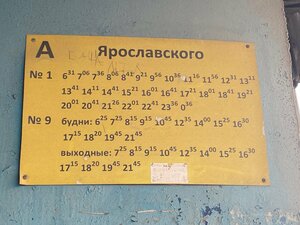 А Ярославского
№ 1 6³¹ 7⁰⁶ 7³⁶ 8⁰⁶ 8⁴¹ 9²¹ 9⁵⁶ 10³⁶ 11¹⁶ 11⁵⁶ 12³¹ 13¹¹
13⁴¹ 14¹¹ 14⁴¹ 15²¹ 16⁰¹ 16⁴¹ 17²¹ 18⁰¹ 18⁴¹ 19²¹
20⁰¹ 20⁴¹ 21²⁶ 22⁰¹ 22⁴¹ 23³⁶ 0³⁶
№ 9 будни: 6²⁵ 7²⁵ 8¹⁵ 9¹⁵ 10⁴⁵ 12³⁵ 14⁰⁰ 15²⁵ 16³⁰
17¹⁵ 18²⁰ 19⁴⁵ 21⁴⁵
выходные: 7²⁵ 8¹⁵ 9¹⁵ 10⁴⁵ 12³⁵ 14⁰⁰ 15²⁵ 16³⁰
17¹⁵ 18²⁰ 19⁴⁵ 21⁴⁵